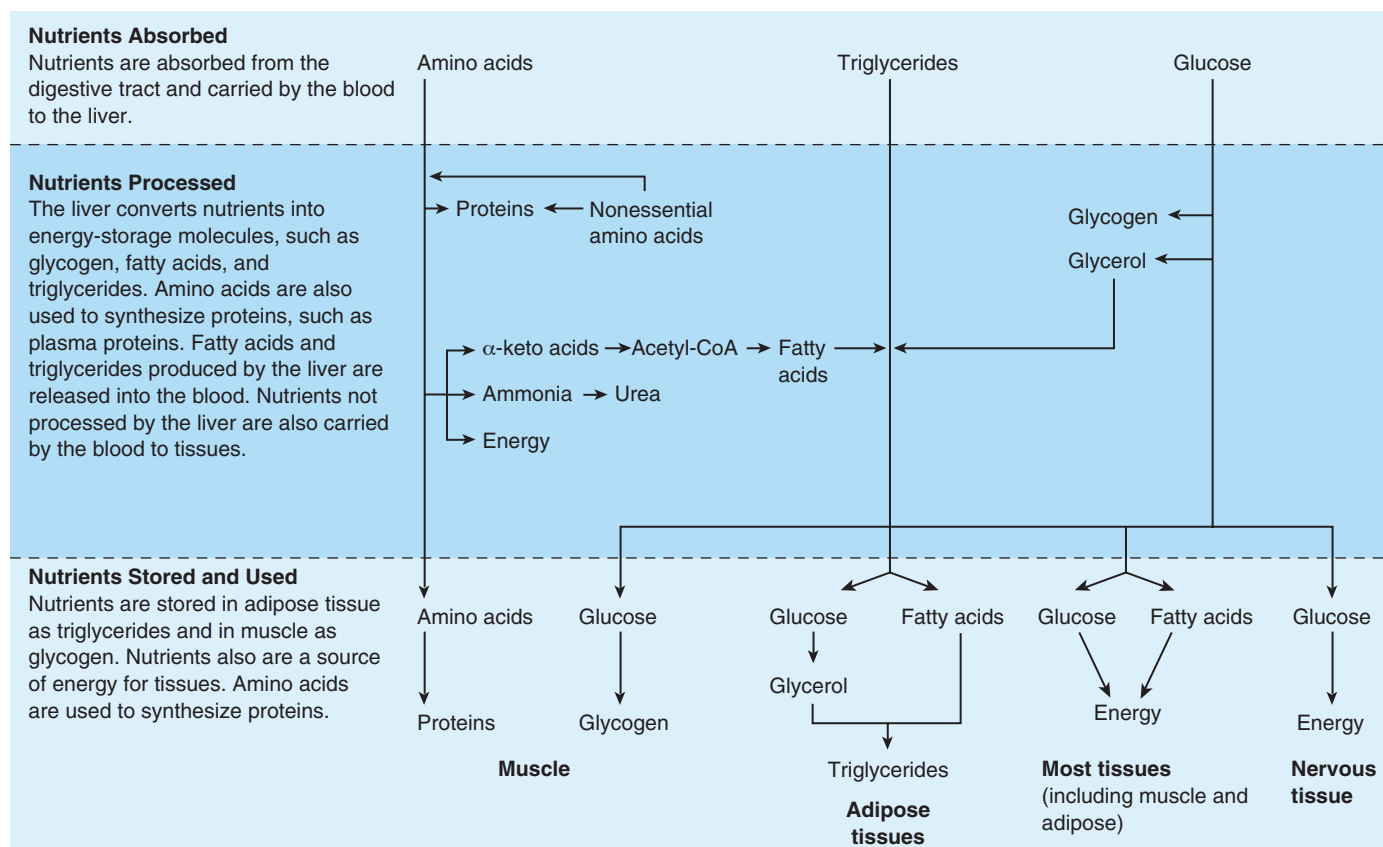 Nutrients Absorbed
Nutrients are absorbed from the
digestive tract and carried by the blood
to the liver.
Amino acids
Triglycerides
Glucose
Nutrients Processed
The liver converts nutrients into
energy-storage molecules, such as
glycogen, fatty acids, and
triglycerides. Amino acids are also
used to synthesize proteins, such as
plasma proteins. Fatty acids and
triglycerides produced by the liver are
released into the blood. Nutrients not
processed by the liver are also carried
by the blood to tissues.
Proteins
Nonessential
amino acids
Glycogen
Glycerol
α-keto acids
Acetyl-CoA
Fatty
acids
Ammonia
Urea
Energy
Nutrients Stored and Used
Nutrients are stored in adipose tissue
as triglycerides and in muscle as
glycogen. Nutrients also are a source
of energy for tissues. Amino acids
are used to synthesize proteins.
Amino acids
Glucose
Glucose
Fatty acids
Glucose
Fatty acids
Glucose
Glycerol
Proteins
Glycogen
Energy
Energy
Triglycerides
Muscle
Adipose
tissues
Most tissues
(including muscle and
adipose)
Nervous
tissue